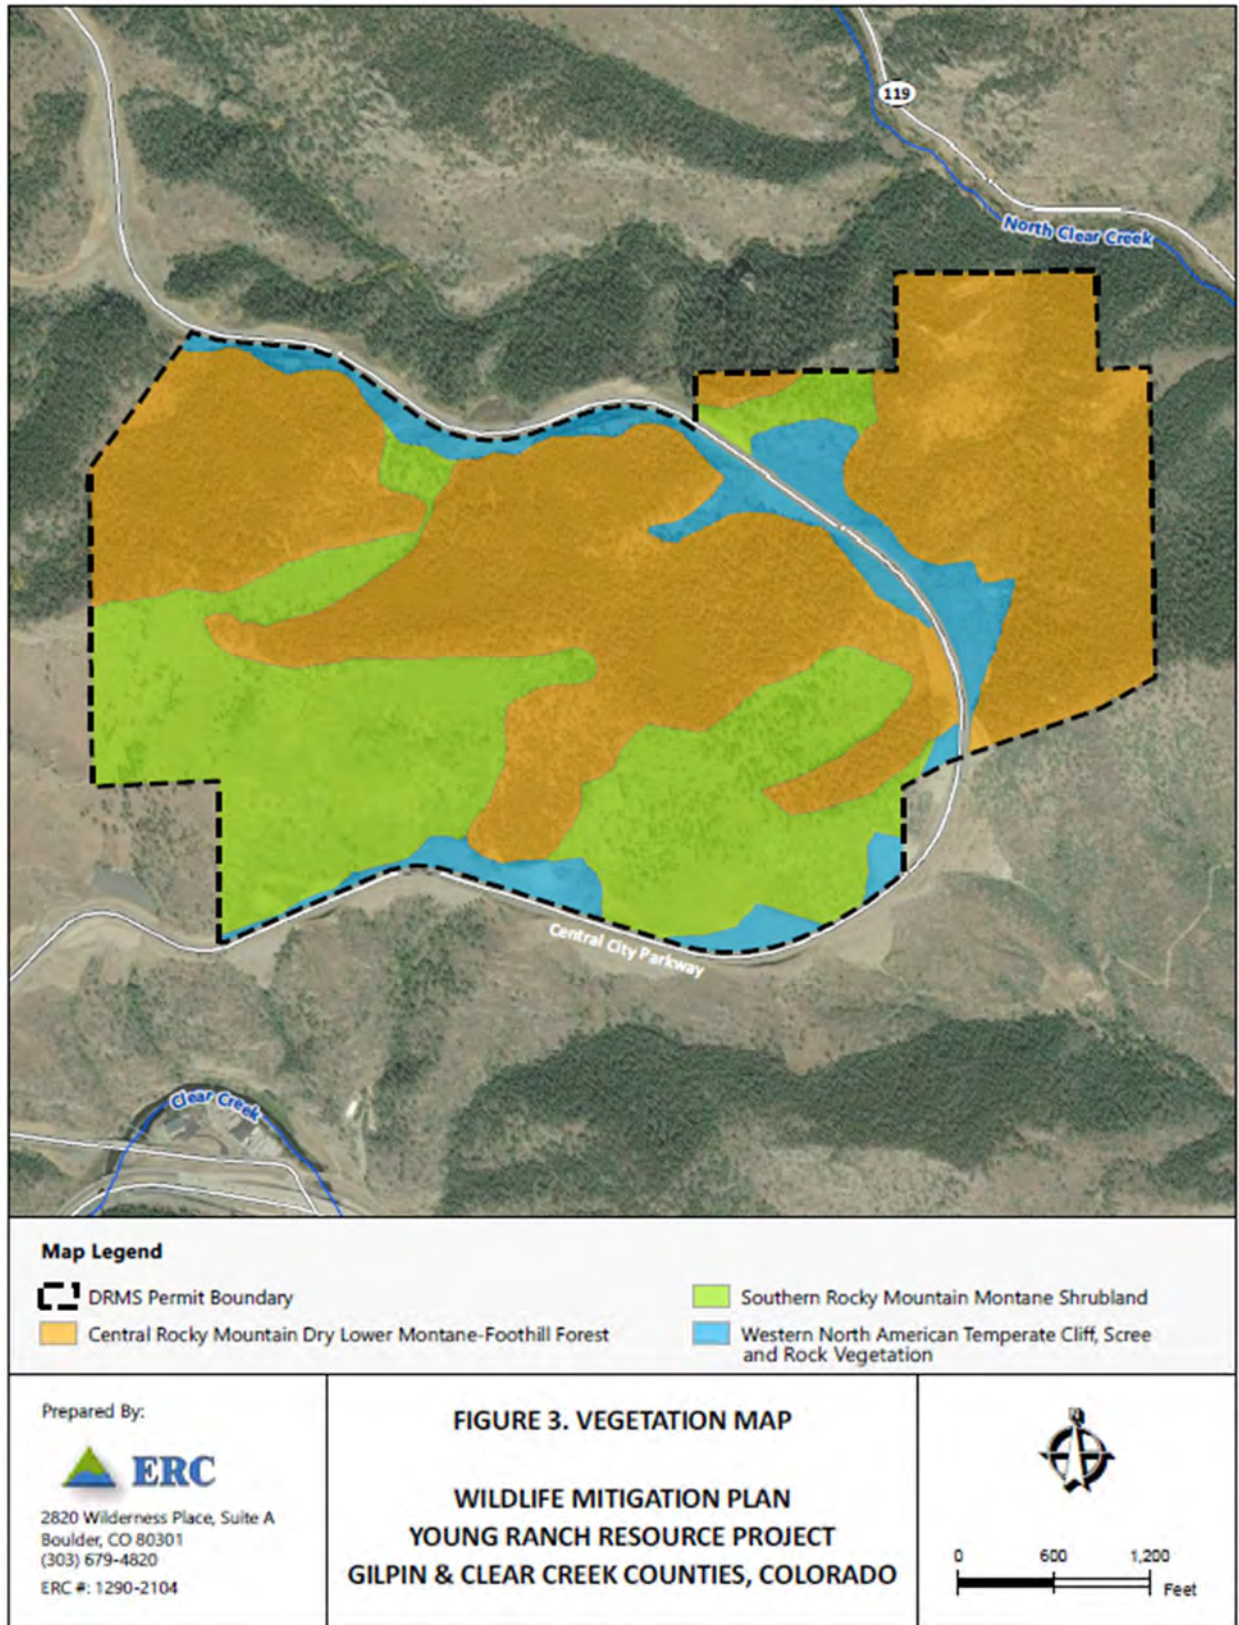 119
North Clear Creek
Central City Parkway
Clear Creek
Map Legend
DRMS Permit Boundary
Central Rocky Mountain Dry Lower Montane-Foothill Forest
Southern Rocky Mountain Montane Shrubland
Western North American Temperate Cliff, Scree
and Rock Vegetation
Prepared By:
ERC
2820 Wilderness Place, Suite A
Boulder, CO 80301
(303) 679-4820
ERC #: 1290-2104
FIGURE 3. VEGETATION MAP
WILDLIFE MITIGATION PLAN
YOUNG RANCH RESOURCE PROJECT
GILPIN & CLEAR CREEK COUNTIES, COLORADO
N
0 600 1,200
Feet